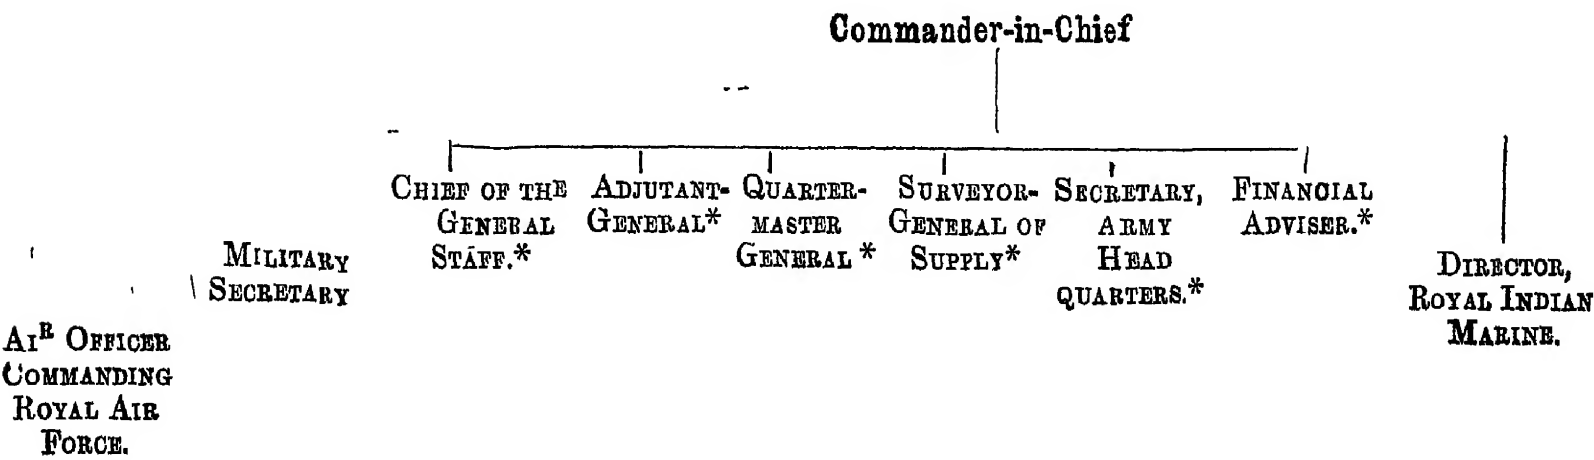 Commander-in-Chief
CHIEF OF THE
GENERAL
STAFF.*
ADJUTANT-
GENERAL*
QUARTER-
MASTER
GENERAL*
SURVEYOR-
GENERAL OF
SUPPLY*
SECRETARY,
ARMY
HEAD
QUARTERS.*
FINANCIAL
ADVISER.*
MILITARY
SECRETARY
DIRECTOR,
ROYAL INDIAN
MARINE.
AIR OFFICER
COMMANDING
ROYAL AIR
FORCE.